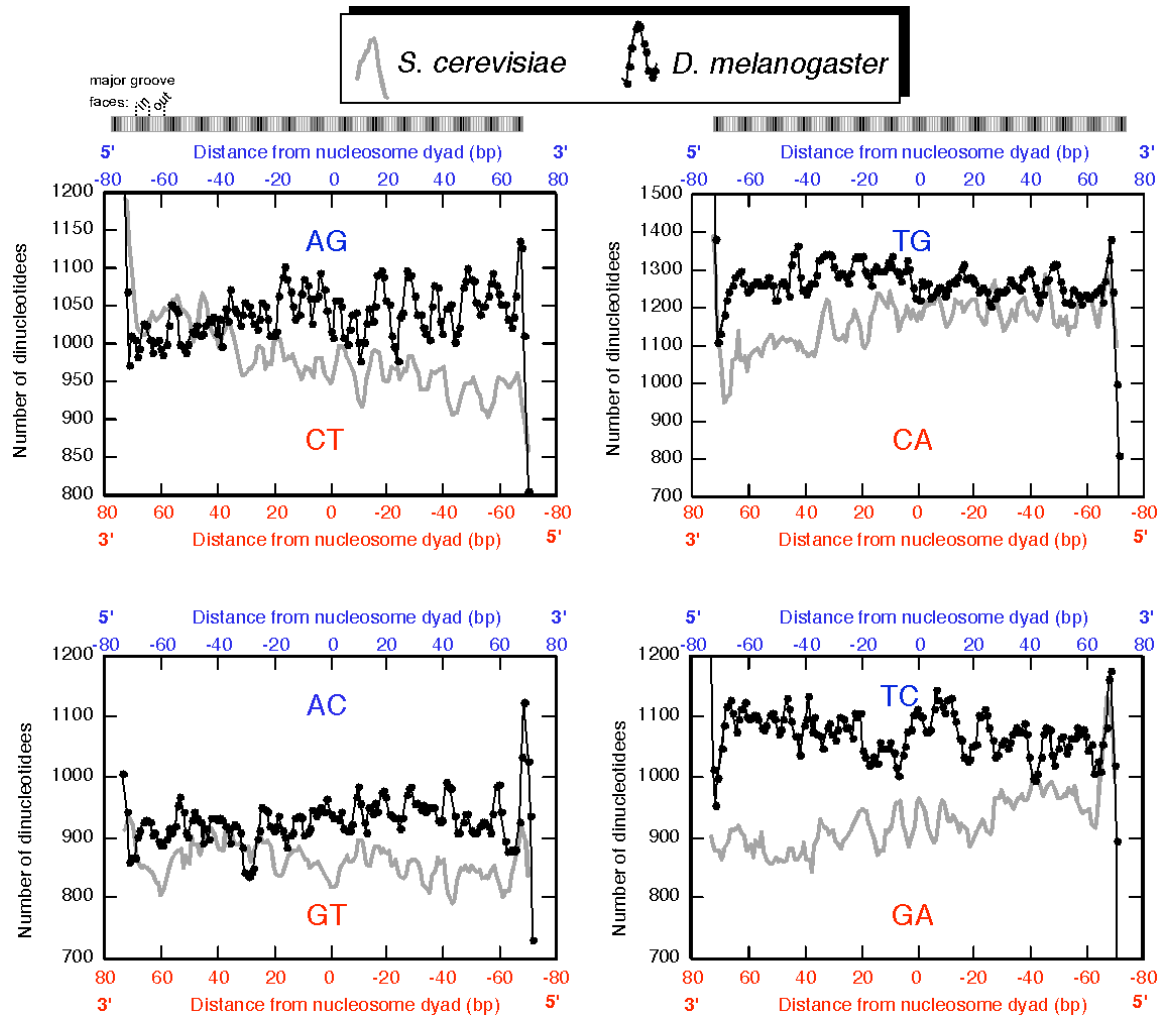 S. cerevisiae D. melanogaster
major groove
faces: in out
5' Distance from nucleosome dyad (bp) 3'
-80 -60 -40 -20 0 20 40 60 80
1200
1150
1100
1050
1000
950
900
850
800
Number of dinucleotidees
AG
CT
80 60 40 20 0 -20 -40 -60 -80
3' Distance from nucleosome dyad (bp) 5'
5' Distance from nucleosome dyad (bp) 3'
-80 -60 -40 -20 0 20 40 60 80
1500
1400
1300
1200
1100
1000
900
800
700
Number of dinucleotidees
TG
CA
80 60 40 20 0 -20 -40 -60 -80
3' Distance from nucleosome dyad (bp) 5'
5' Distance from nucleosome dyad (bp) 3'
-80 -60 -40 -20 0 20 40 60 80
1200
1100
1000
900
800
700
Number of dinucleotidees
AC
GT
80 60 40 20 0 -20 -40 -60 -80
3' Distance from nucleosome dyad (bp) 5'
5' Distance from nucleosome dyad (bp) 3'
-80 -60 -40 -20 0 20 40 60 80
1200
1100
1000
900
800
700
Number of dinucleotidees
TC
GA
80 60 40 20 0 -20 -40 -60 -80
3' Distance from nucleosome dyad (bp) 5'